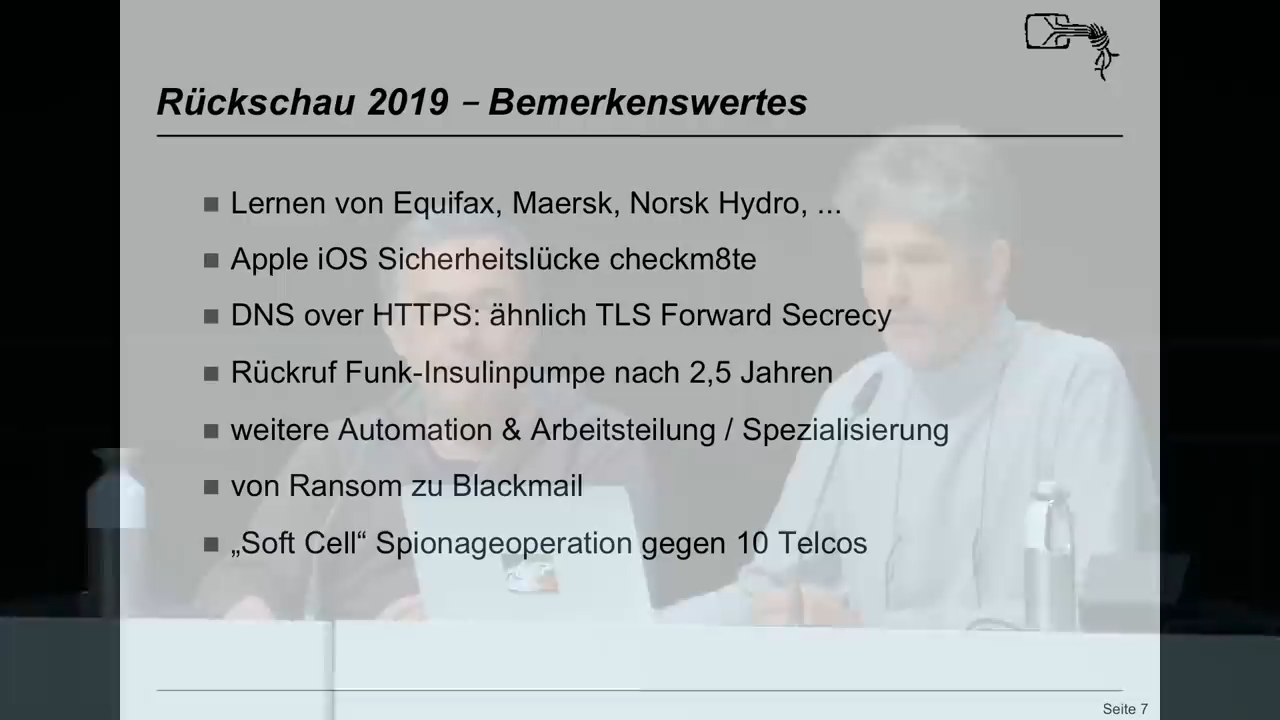 Rückschau 2019 – Bemerkenswertes
Lernen von Equifax, Maersk, Norsk Hydro, ...
Apple iOS Sicherheitslücke checkm8te
DNS over HTTPS: ähnlich TLS Forward Secrecy
Rückruf Funk-Insulinpumpe nach 2,5 Jahren
weitere Automation & Arbeitsteilung / Spezialisierung
von Ransom zu Blackmail
„Soft Cell“ Spionageoperation gegen 10 Telcos
Seite 7